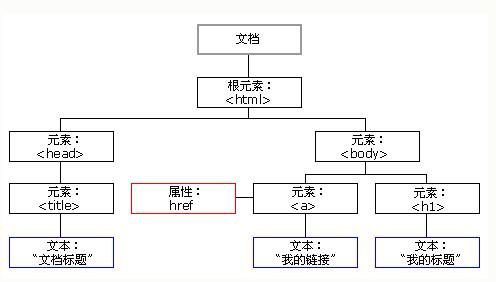 文档
根元素：
<html>
元素：
<head>
元素：
<body>
元素：
<title>
属性：
href
元素：
<a>
元素：
<h1>
文本：
“文档标题”
文本：
“我的链接”
文本：
“我的标题”